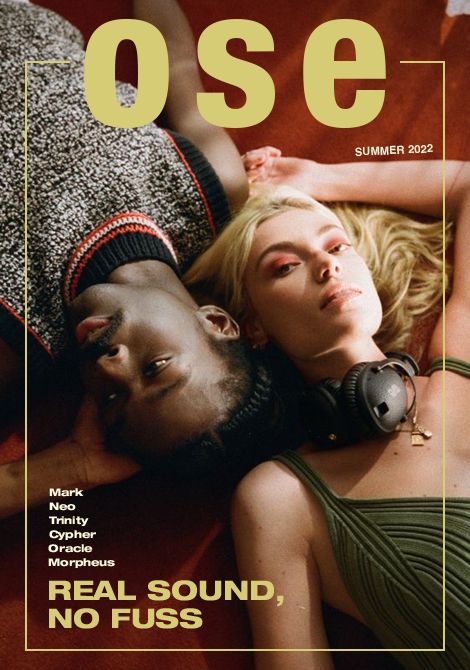 ose
SUMMER 2022
Mark
Neo
Trinity
Cypher
Oracle
Morpheus
REAL SOUND,
NO FUSS